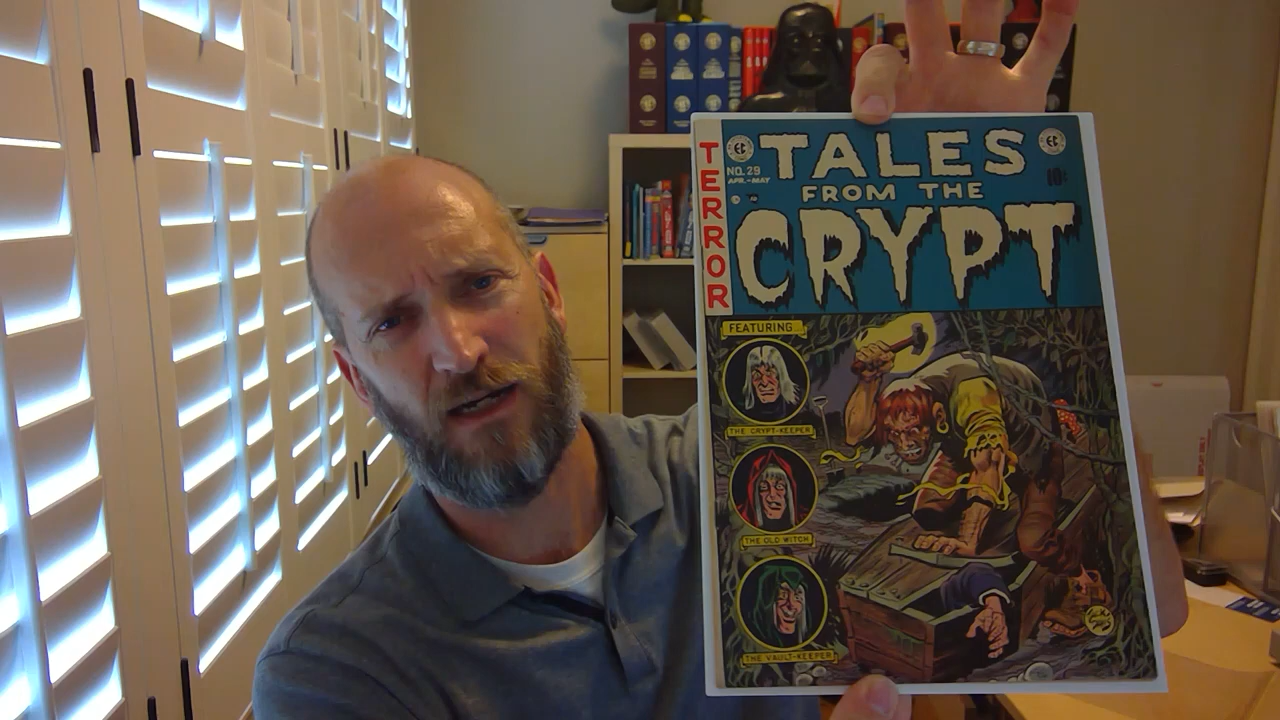 TERROR
EC
EC
TALES
NO. 29
APR.-MAY
FROM THE
10¢
CRYPT
FEATURING...
THE CRYPT-KEEPER
THE OLD WITCH
THE VAULT-KEEPER